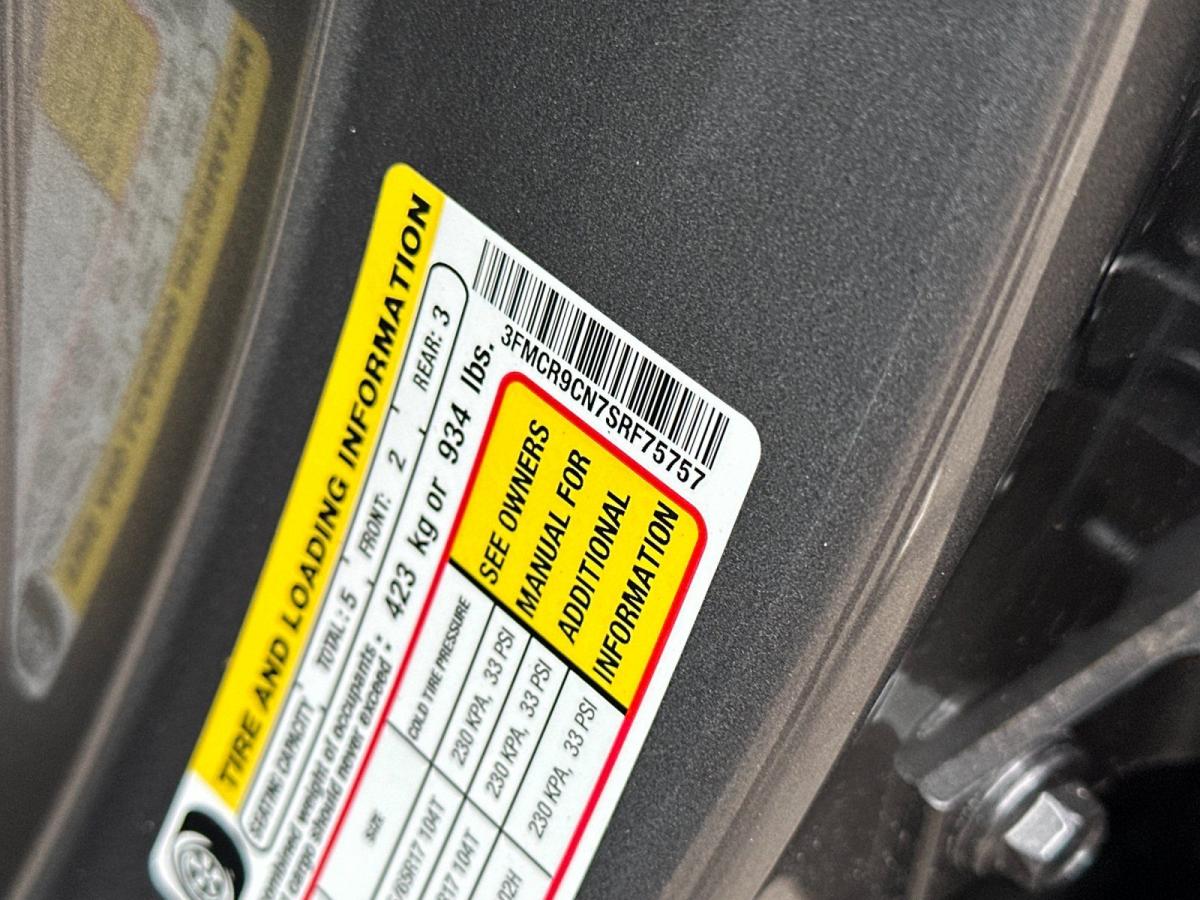 TIRE AND LOADING INFORMATION
SEATING CAPACITY TOTAL: 5 FRONT: 2 REAR: 3
weight of occupants
cargo should never exceed: 423 kg or 934 lbs.
3FMCR9CN7SRF75757
SIZE COLD TIRE PRESSURE
104T 230 KPA, 33 PSI
104T 230 KPA, 33 PSI
230 KPA, 33 PSI
SEE OWNERS
MANUAL FOR
ADDITIONAL
INFORMATION